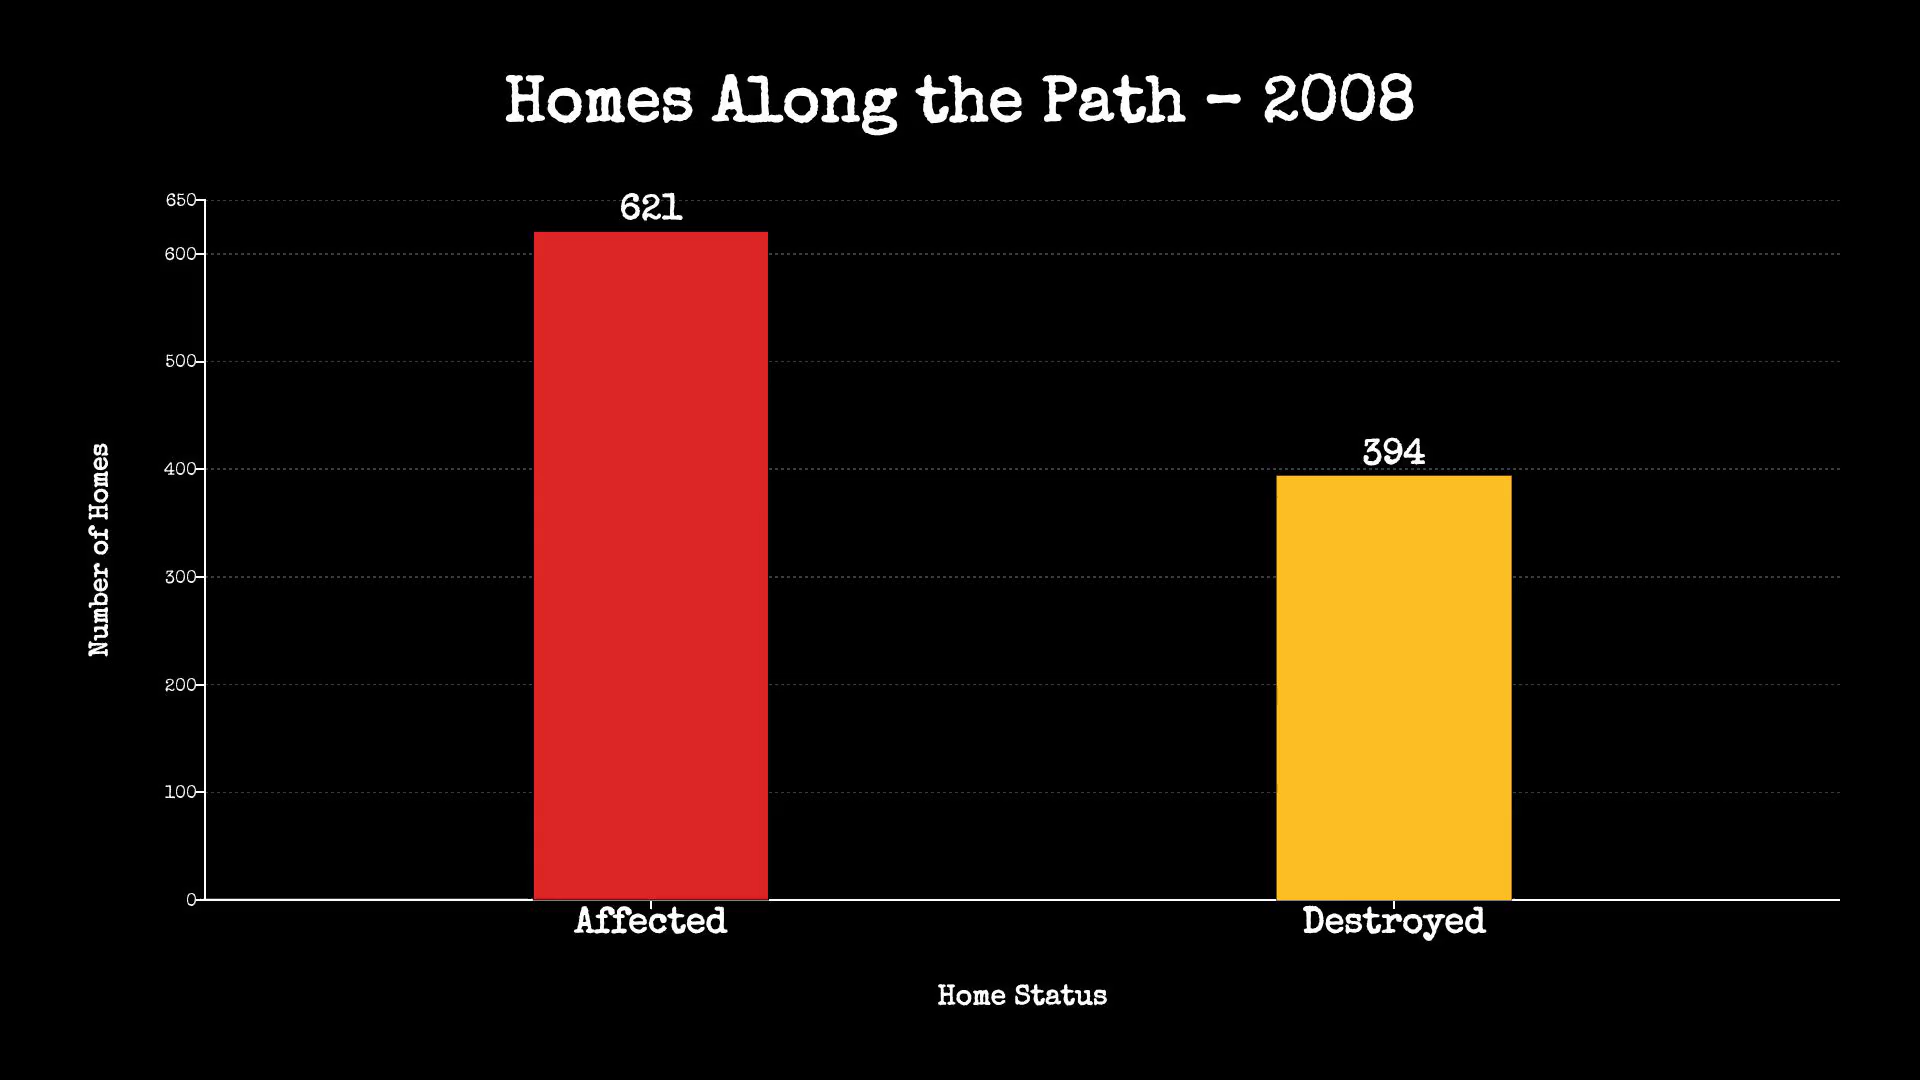 Homes Along the Path - 2008
650
600
500
400
300
200
100
0
Number of Homes
621
394
Affected
Destroyed
Home Status